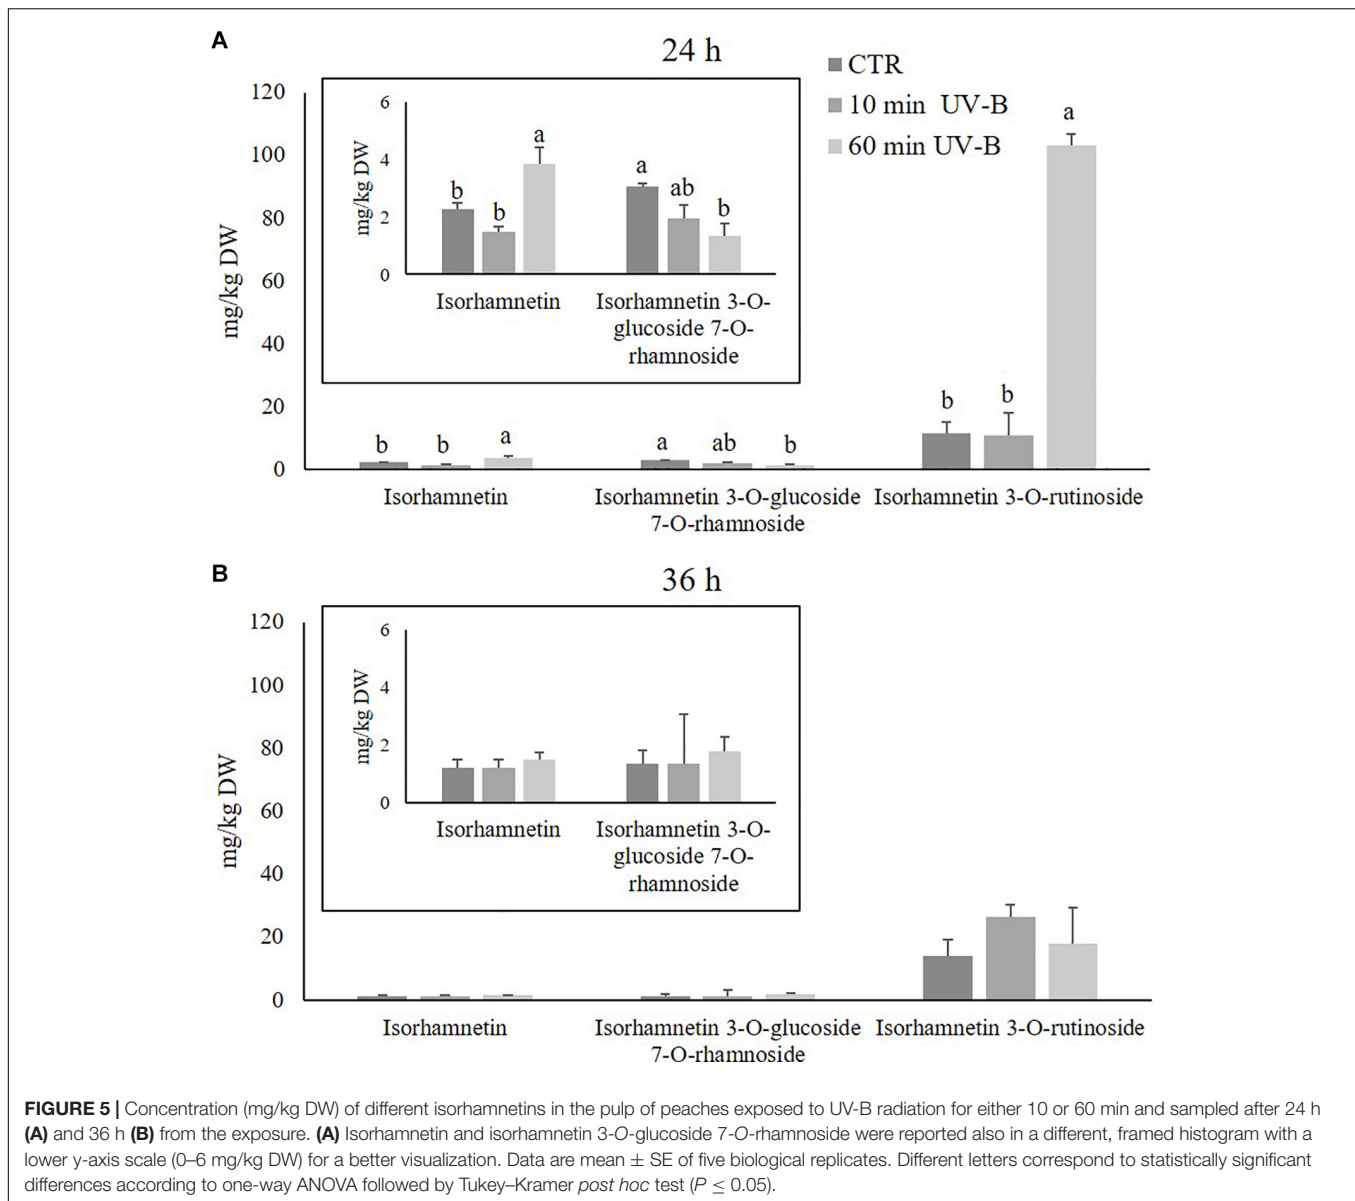 A
24 h
CTR
10 min UV-B
60 min UV-B
120
100
80
60
40
20
0
mg/kg DW
6
4
2
0
mg/kg DW
b
b
a
a
ab
b
Isorhamnetin
Isorhamnetin 3-O-
glucoside 7-O-
rhamnoside
b
b
a
a
ab
b
b
b
a
Isorhamnetin
Isorhamnetin 3-O-glucoside
7-O-rhamnoside
Isorhamnetin 3-O-rutinoside
B
36 h
120
100
80
60
40
20
0
mg/kg DW
6
4
2
0
mg/kg DW
Isorhamnetin
Isorhamnetin 3-O-
glucoside 7-O-
rhamnoside
Isorhamnetin
Isorhamnetin 3-O-glucoside
7-O-rhamnoside
Isorhamnetin 3-O-rutinoside
FIGURE 5 | Concentration (mg/kg DW) of different isorhamnetins in the pulp of peaches exposed to UV-B radiation for either 10 or 60 min and sampled after 24 h
(A) and 36 h (B) from the exposure. (A) Isorhamnetin and isorhamnetin 3-O-glucoside 7-O-rhamnoside were reported also in a different, framed histogram with a
lower y-axis scale (0–6 mg/kg DW) for a better visualization. Data are mean ± SE of five biological replicates. Different letters correspond to statistically significant
differences according to one-way ANOVA followed by Tukey–Kramer post hoc test (P ≤ 0.05).